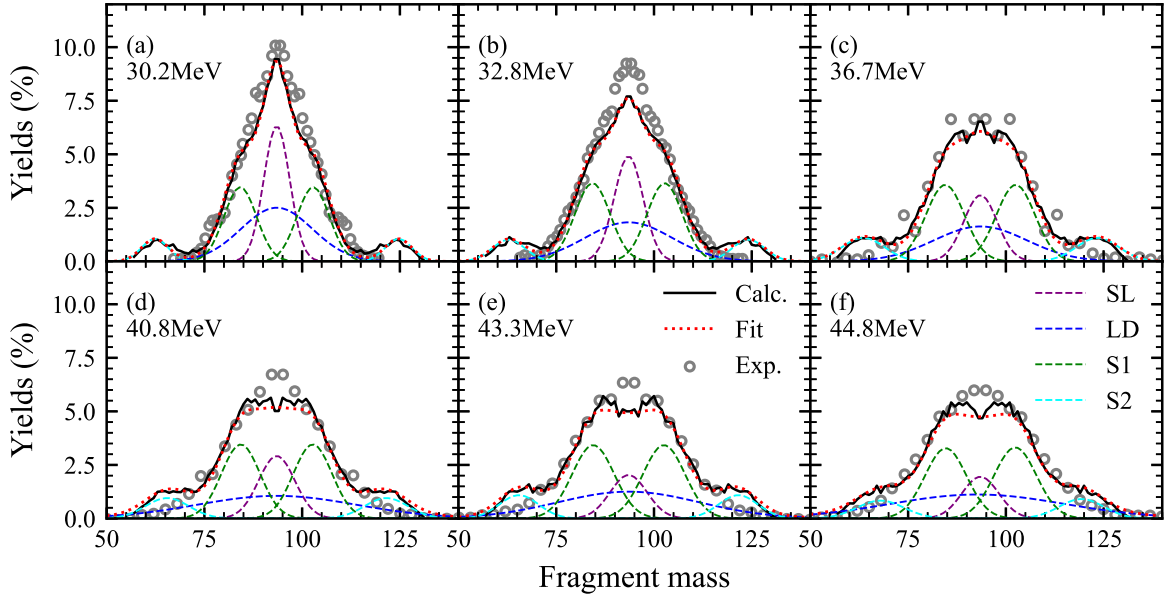 (a)
30.2MeV
(b)
32.8MeV
(c)
36.7MeV
10.0
7.5
5.0
2.5
0.0
Yields (%)
(d)
40.8MeV
(e)
43.3MeV
(f)
44.8MeV
Calc.
Fit
Exp.
SL
LD
S1
S2
10.0
7.5
5.0
2.5
0.0
Yields (%)
50 75 100 125 50 75 100 125 50 75 100 125
Fragment mass